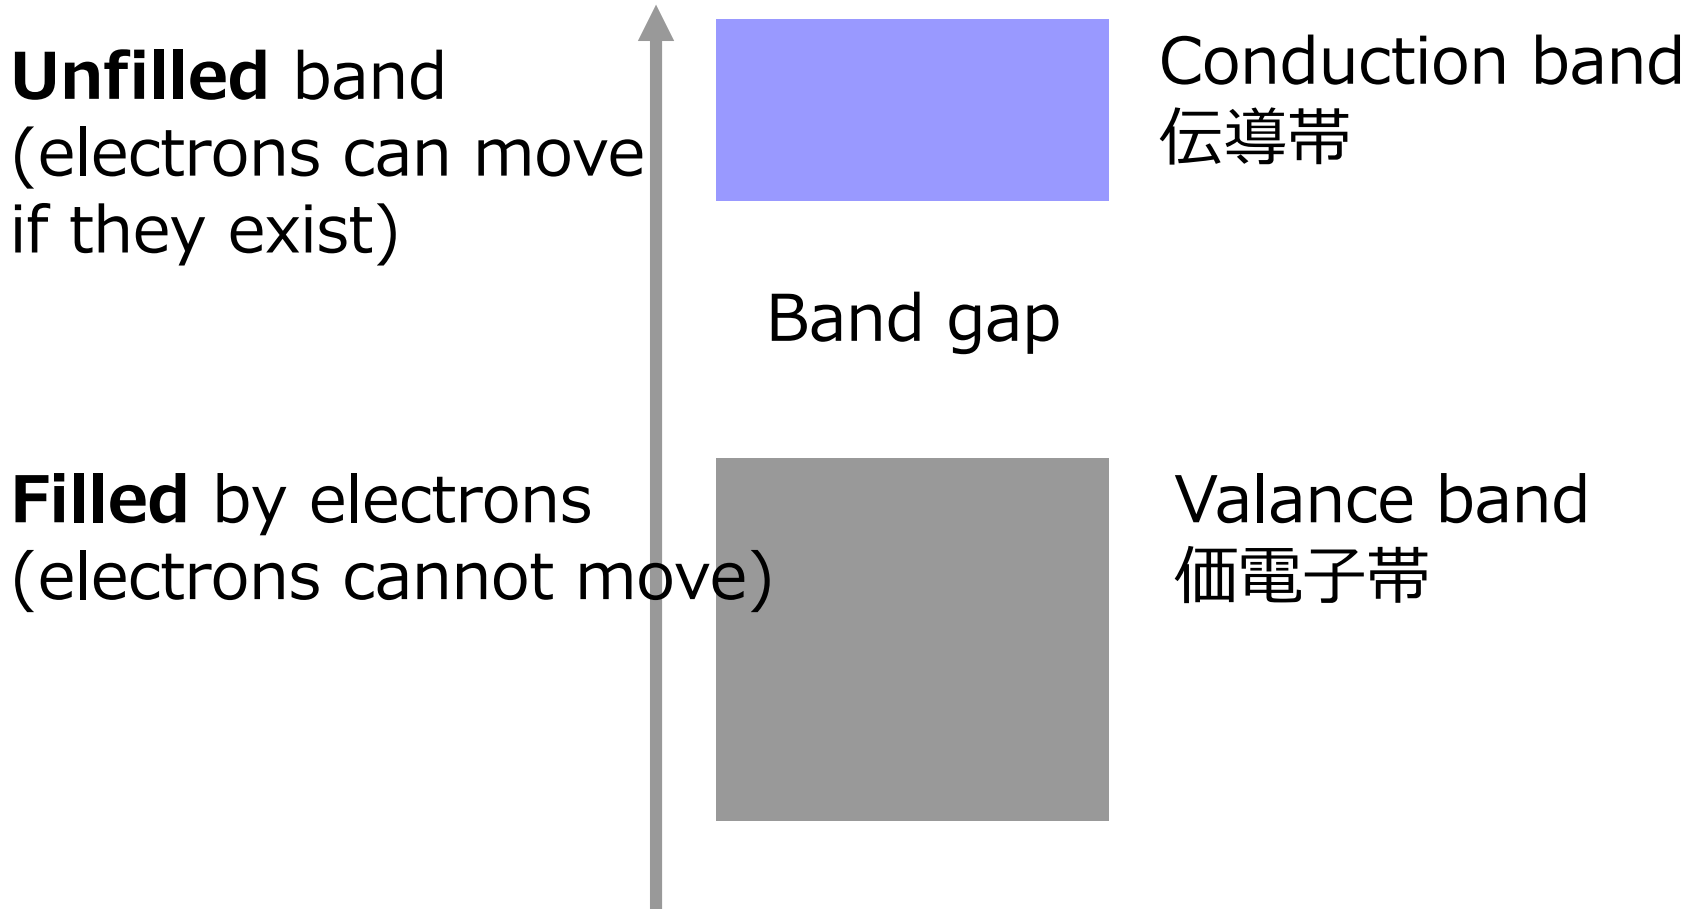 Unfilled band
(electrons can move
if they exist)
Conduction band
伝導帯
Band gap
Filled by electrons
(electrons cannot move)
Valance band
価電子帯